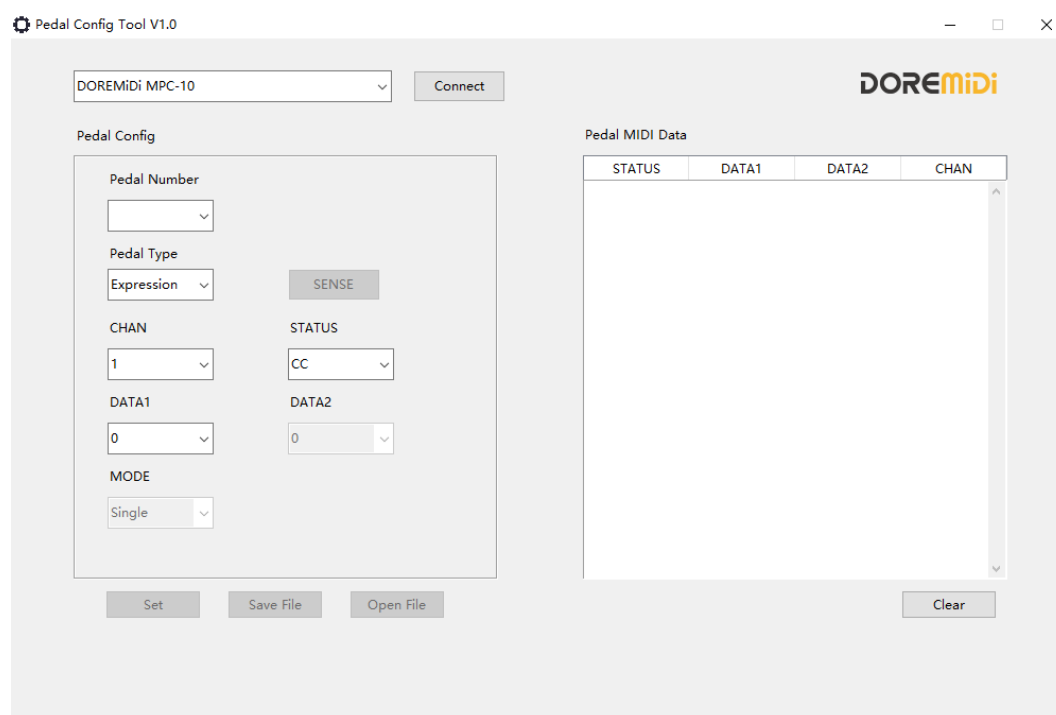 Pedal Config Tool V1.0
DOREMiDi MPC-10
Connect
DOREMiDi
Pedal Config
Pedal MIDI Data
Pedal Number
Pedal Type
Expression
SENSE
CHAN
STATUS
1
CC
DATA1
DATA2
0
0
MODE
Single
STATUS DATA1 DATA2 CHAN
Set
Save File
Open File
Clear